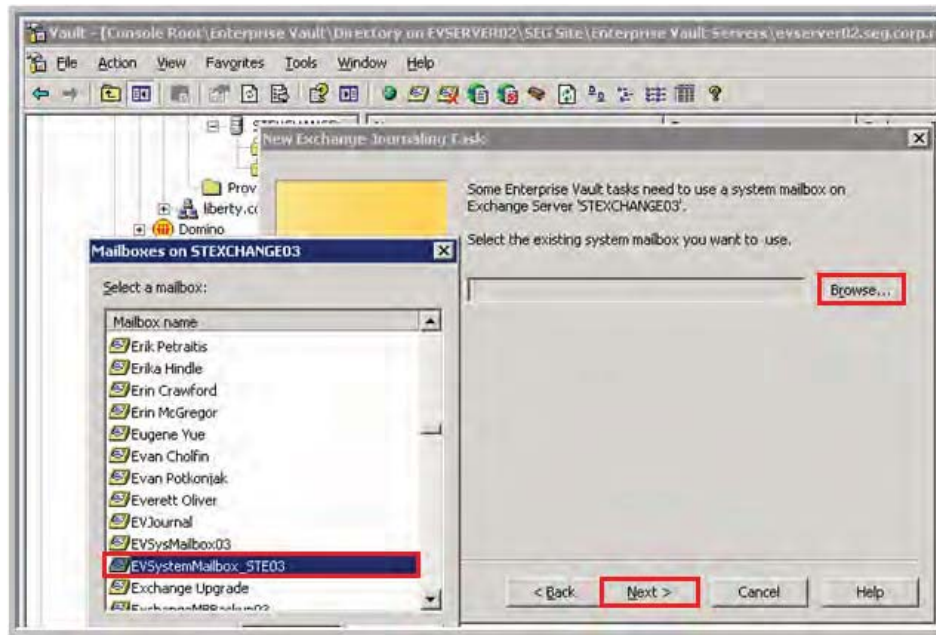 Vault - [Console Root\Enterprise Vault\Directory on EVSERVER02\SEG Site\Enterprise Vault Servers\evserver02.seg.corp.
File Action View Favorites Tools Window Help
New Exchange Journaling Task
Prov
liberty.c
Domino
Some Enterprise Vault tasks need to use a system mailbox on
Exchange Server 'STEXCHANGE03'.
Select the existing system mailbox you want to use.
Browse...
Mailboxes on STEXCHANGE03
Select a mailbox:
Mailbox name
Erik Petraitis
Erika Hindle
Erin Crawford
Erin McGregor
Eugene Yue
Evan Cholfin
Evan Potkonjak
Everett Oliver
EVJournal
EVSysMailbox03
EVSystemMailbox_STE03
Exchange Upgrade
< Back Next > Cancel Help